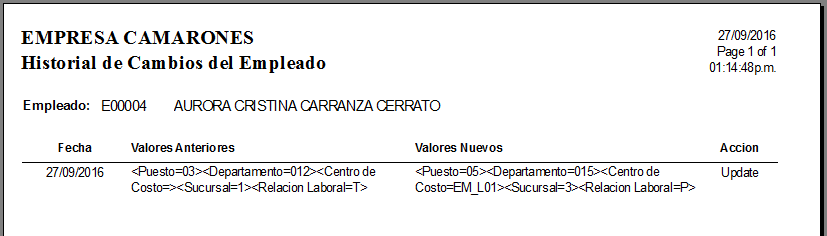 EMPRESA CAMARONES
27/09/2016
Historial de Cambios del Empleado
Page 1 of 1
01:14:48p.m.
Empleado: E00004 AURORA CRISTINA CARRANZA CERRATO
Fecha Valores Anteriores Valores Nuevos Accion
27/09/2016 <Puesto=03><Departamento=012><Centro de <Puesto=05><Departamento=015><Centro de Update
Costo=><Sucursal=1><Relacion Laboral=T> Costo=EM_L01><Sucursal=3><Relacion Laboral=P>